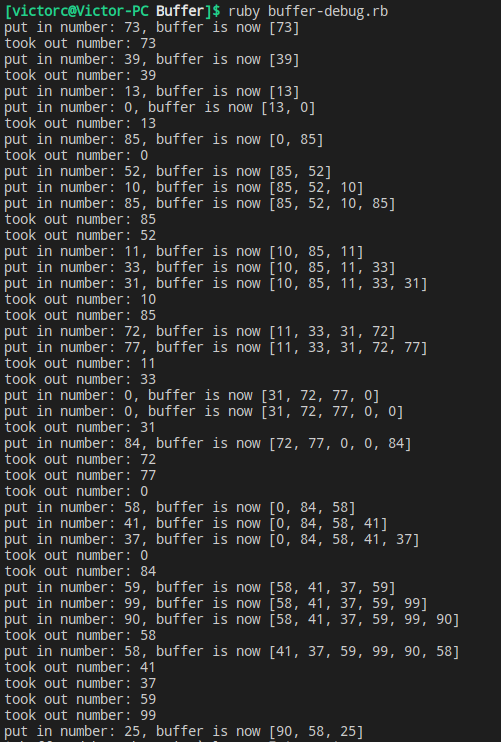 [victorc@Victor-PC Buffer]$ ruby buffer-debug.rb
put in number: 73, buffer is now [73]
took out number: 73
put in number: 39, buffer is now [39]
took out number: 39
put in number: 13, buffer is now [13]
put in number: 0, buffer is now [13, 0]
took out number: 13
put in number: 85, buffer is now [0, 85]
took out number: 0
put in number: 52, buffer is now [85, 52]
put in number: 10, buffer is now [85, 52, 10]
put in number: 85, buffer is now [85, 52, 10, 85]
took out number: 85
took out number: 52
put in number: 11, buffer is now [10, 85, 11]
put in number: 33, buffer is now [10, 85, 11, 33]
put in number: 31, buffer is now [10, 85, 11, 33, 31]
took out number: 10
took out number: 85
put in number: 72, buffer is now [11, 33, 31, 72]
put in number: 77, buffer is now [11, 33, 31, 72, 77]
took out number: 11
took out number: 33
put in number: 0, buffer is now [31, 72, 77, 0]
put in number: 0, buffer is now [31, 72, 77, 0, 0]
took out number: 31
put in number: 84, buffer is now [72, 77, 0, 0, 84]
took out number: 72
took out number: 77
took out number: 0
put in number: 58, buffer is now [0, 84, 58]
put in number: 41, buffer is now [0, 84, 58, 41]
put in number: 37, buffer is now [0, 84, 58, 41, 37]
took out number: 0
took out number: 84
put in number: 59, buffer is now [58, 41, 37, 59]
put in number: 99, buffer is now [58, 41, 37, 59, 99]
put in number: 90, buffer is now [58, 41, 37, 59, 99, 90]
took out number: 58
put in number: 58, buffer is now [41, 37, 59, 99, 90, 58]
took out number: 41
took out number: 37
took out number: 59
took out number: 99
put in number: 25, buffer is now [90, 58, 25]